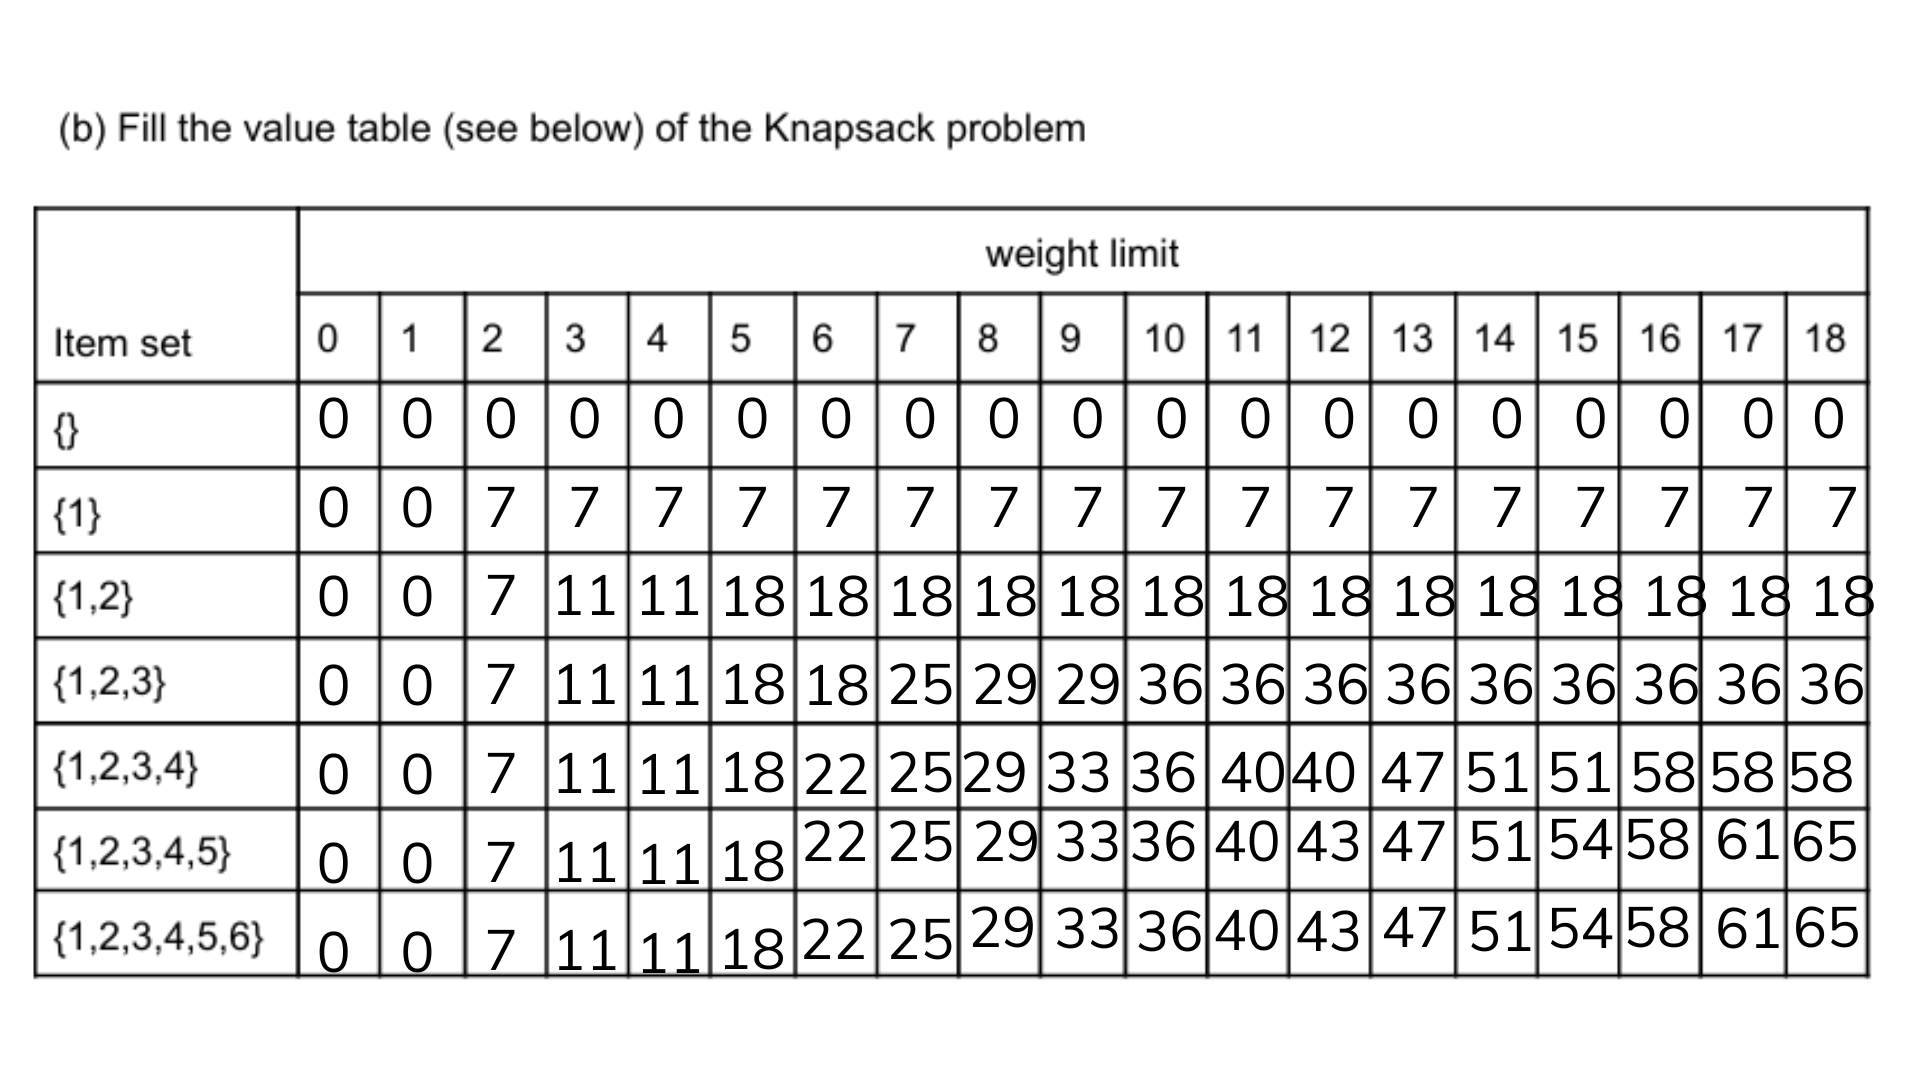 (b) Fill the value table (see below) of the Knapsack problem
weight limit
Item set 0 1 2 3 4 5 6 7 8 9 10 11 12 13 14 15 16 17 18
{} 0 0 0 0 0 0 0 0 0 0 0 0 0 0 0 0 0 0 0
{1} 0 0 7 7 7 7 7 7 7 7 7 7 7 7 7 7 7 7 7
{1,2} 0 0 7 11 11 18 18 18 18 18 18 18 18 18 18 18 18 18 18
{1,2,3} 0 0 7 11 11 18 18 25 29 29 36 36 36 36 36 36 36 36 36
{1,2,3,4} 0 0 7 11 11 18 22 25 29 33 36 40 40 47 51 51 58 58 58
{1,2,3,4,5} 0 0 7 11 11 18 22 25 29 33 36 40 43 47 51 54 58 61 65
{1,2,3,4,5,6} 0 0 7 11 11 18 22 25 29 33 36 40 43 47 51 54 58 61 65